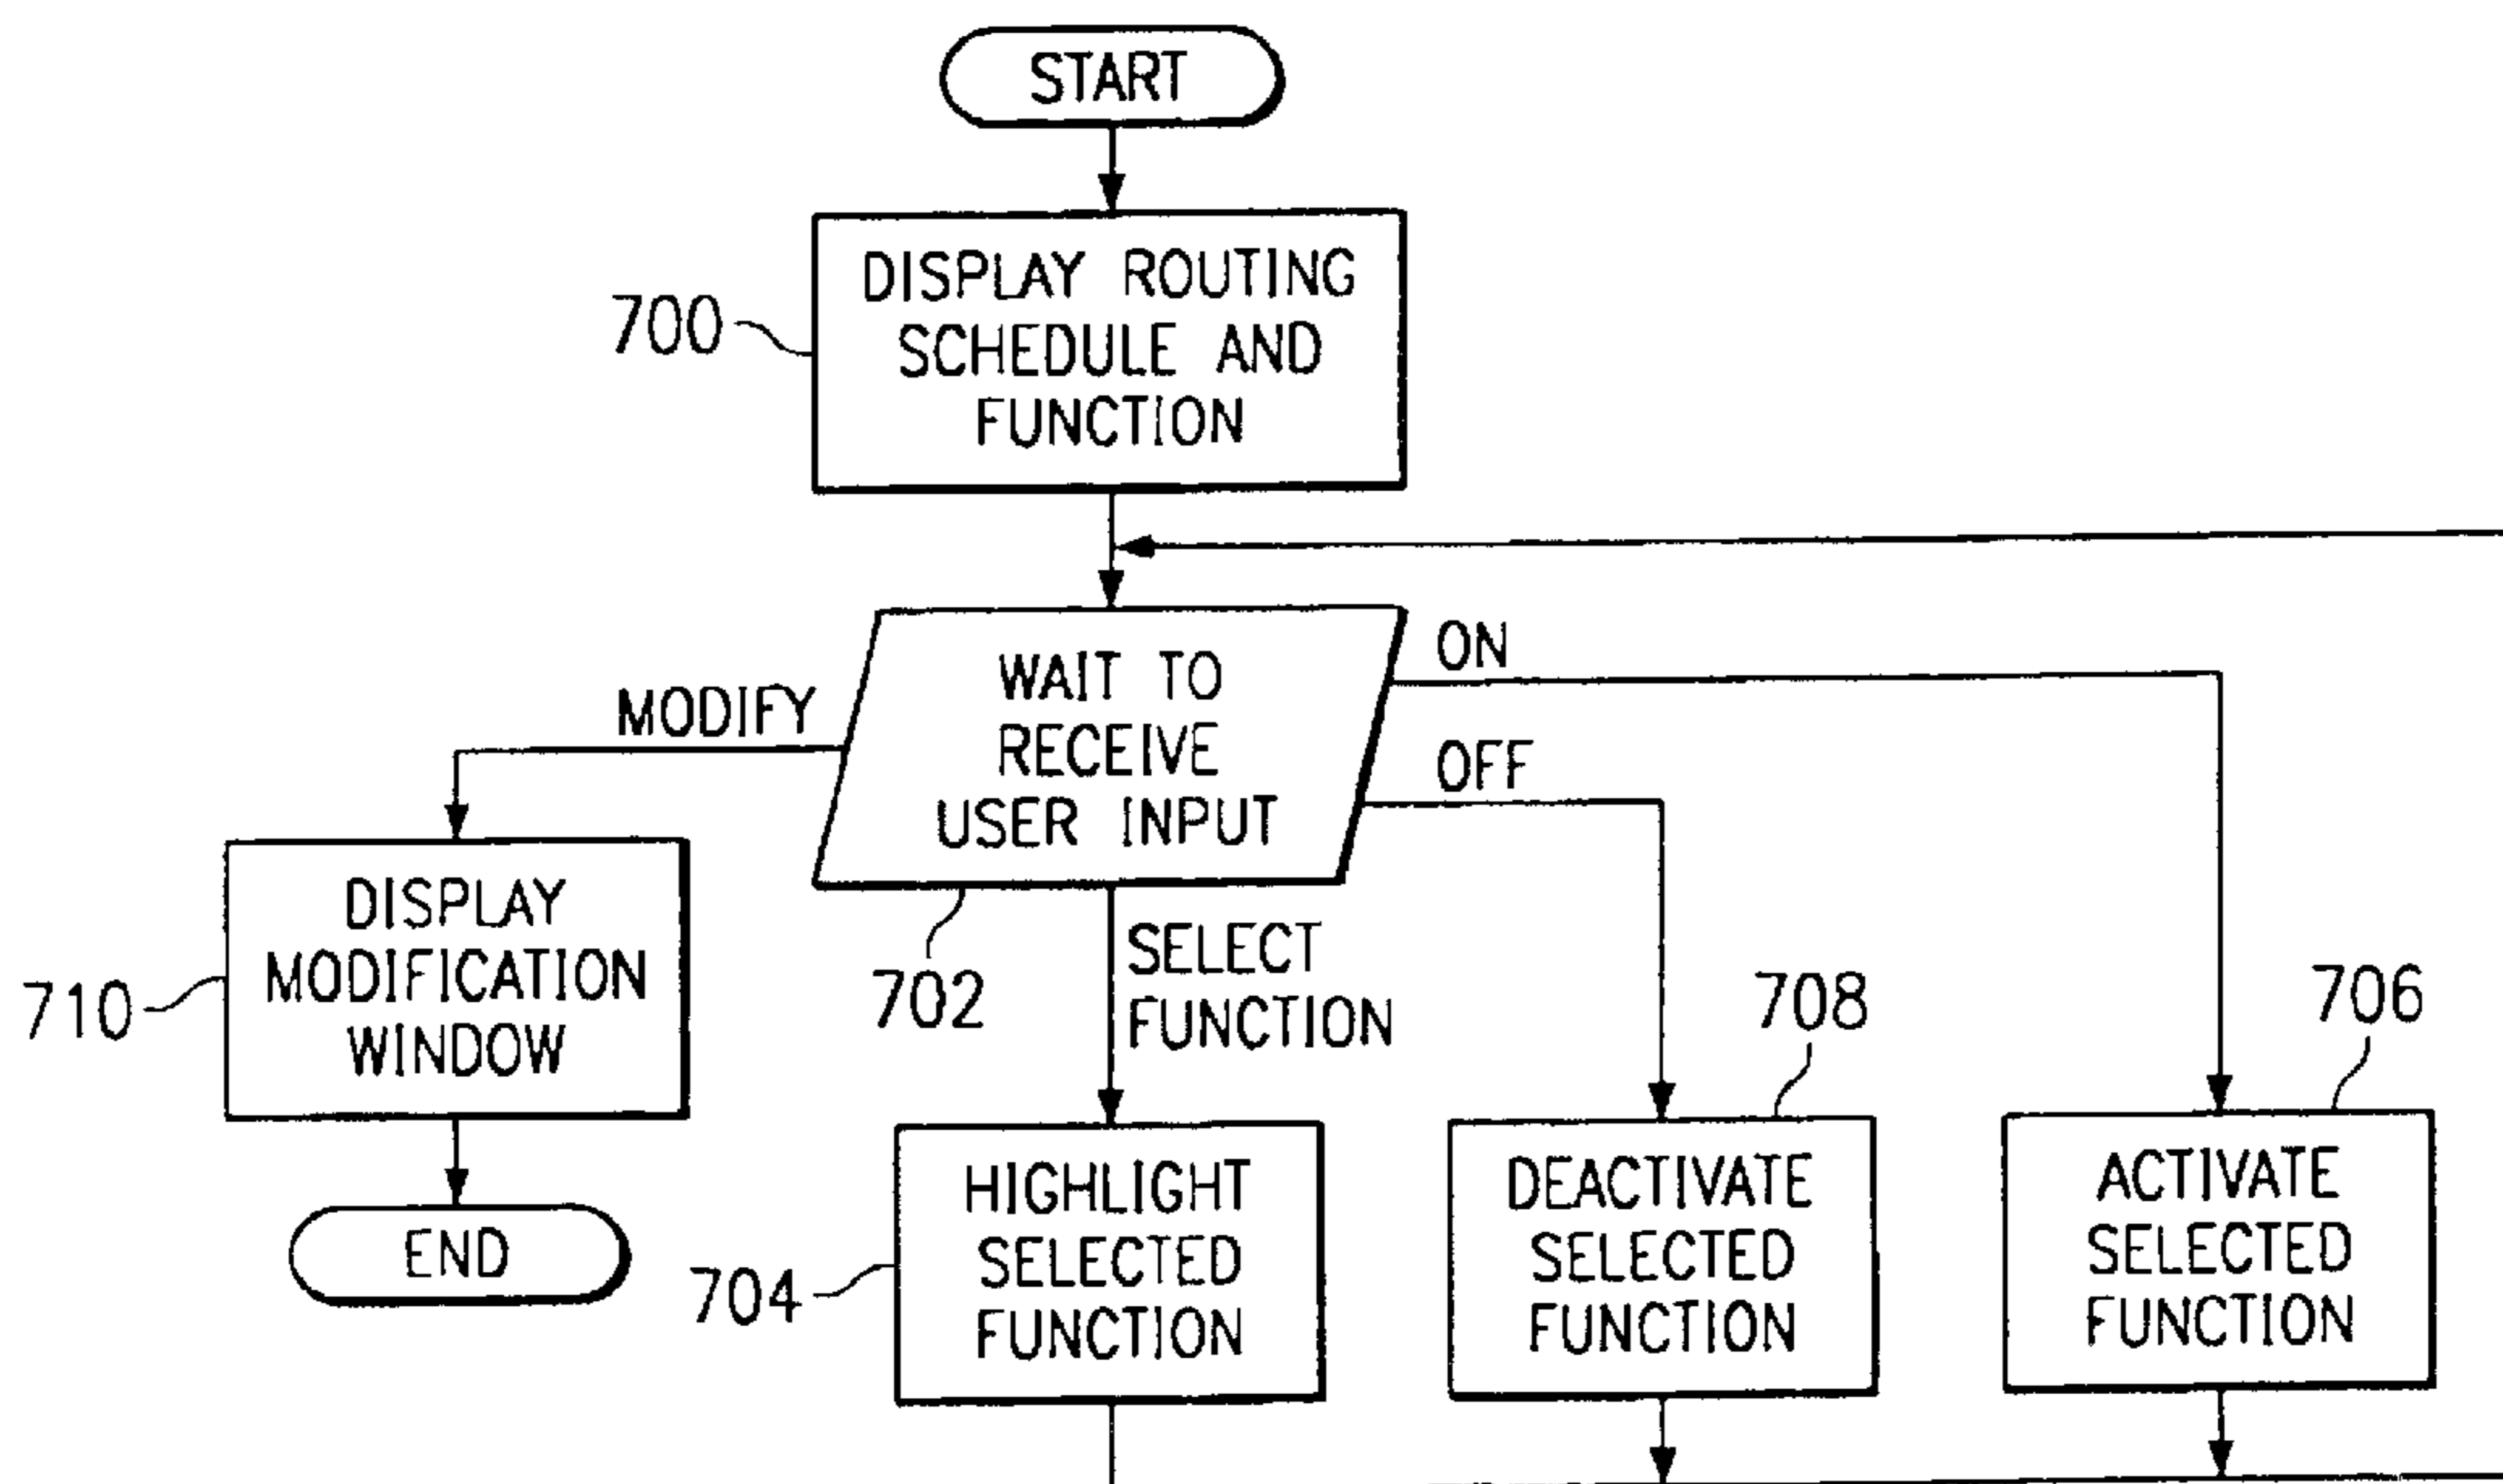 START
DISPLAY ROUTING
SCHEDULE AND
FUNCTION
700
WAIT TO
RECEIVE
USER INPUT
702
MODIFY
ON
OFF
SELECT
FUNCTION
DISPLAY
MODIFICATION
WINDOW
710
END
HIGHLIGHT
SELECTED
FUNCTION
704
DEACTIVATE
SELECTED
FUNCTION
708
ACTIVATE
SELECTED
FUNCTION
706